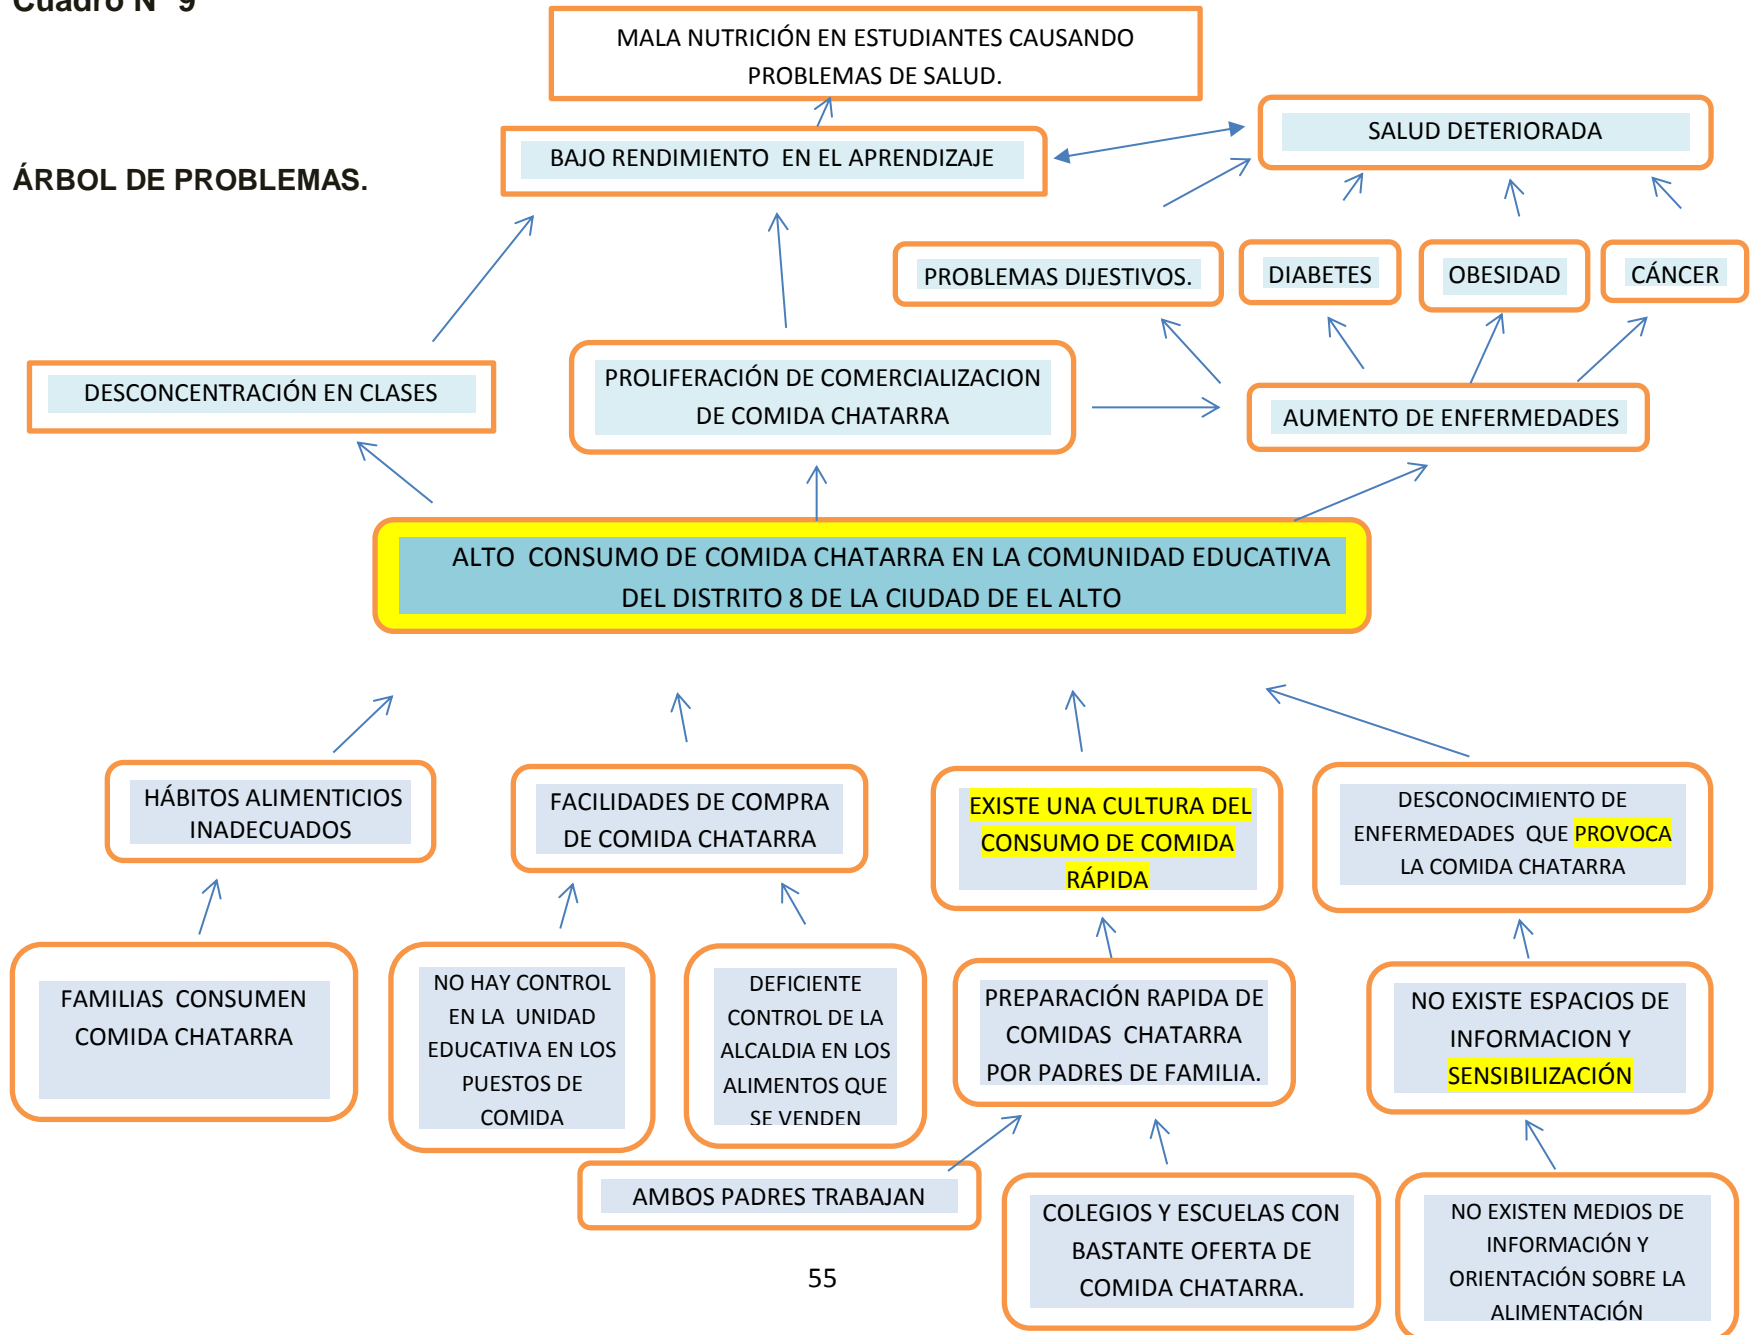 Cuadro N° 9
MALA NUTRICIÓN EN ESTUDIANTES CAUSANDO
PROBLEMAS DE SALUD.
BAJO RENDIMIENTO EN EL APRENDIZAJE
SALUD DETERIORADA
ÁRBOL DE PROBLEMAS.
PROBLEMAS DIJESTIVOS.
DIABETES
OBESIDAD
CÁNCER
DESCONCENTRACIÓN EN CLASES
PROLIFERACIÓN DE COMERCIALIZACION
DE COMIDA CHATARRA
AUMENTO DE ENFERMEDADES
ALTO CONSUMO DE COMIDA CHATARRA EN LA COMUNIDAD EDUCATIVA
DEL DISTRITO 8 DE LA CIUDAD DE EL ALTO
HÁBITOS ALIMENTICIOS
INADECUADOS
FACILIDADES DE COMPRA
DE COMIDA CHATARRA
EXISTE UNA CULTURA DEL
CONSUMO DE COMIDA
RÁPIDA
DESCONOCIMIENTO DE
ENFERMEDADES QUE PROVOCA
LA COMIDA CHATARRA
FAMILIAS CONSUMEN
COMIDA CHATARRA
NO HAY CONTROL
EN LA UNIDAD
EDUCATIVA EN LOS
PUESTOS DE
COMIDA
DEFICIENTE
CONTROL DE LA
ALCALDIA EN LOS
ALIMENTOS QUE
SE VENDEN
PREPARACIÓN RAPIDA DE
COMIDAS CHATARRA
POR PADRES DE FAMILIA.
NO EXISTE ESPACIOS DE
INFORMACION Y
SENSIBILIZACIÓN
AMBOS PADRES TRABAJAN
COLEGIOS Y ESCUELAS CON
BASTANTE OFERTA DE
COMIDA CHATARRA.
NO EXISTEN MEDIOS DE
INFORMACIÓN Y
ORIENTACIÓN SOBRE LA
ALIMENTACIÓN
55